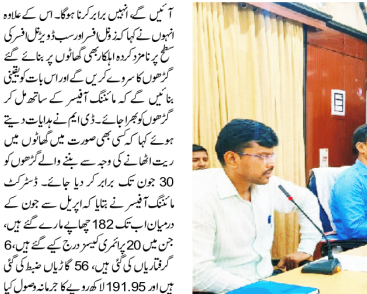 آئیں گے، انہیں برابر کرنا ہوگا۔ اس کے علاوہ
انہوں نے کہا کہ زونل افسر اور سب ڈویژنل افسر کی
سطح پر نامزد کردہ اہلکار بھی گھاٹوں پر بنائے گئے
گڑھوں کا سروے کریں گے اور اس بات کو یقینی
بنائیں گے کہ مائننگ آفیسر کے ساتھ مل کر
گڑھوں کو بھرا جائے۔ ڈی ایم نے ہدایات دیتے
ہوئے کہا کہ کسی بھی صورت میں گھاٹوں میں
ریت اٹھانے کی وجہ سے بننے والے گڑھوں کو
30 جون تک برابر کر دیا جائے۔ ڈسٹرکٹ
مائننگ آفیسر نے بتایا کہ اپریل سے جون کے
درمیان اب تک 182 چھاپے مارے گئے ہیں،
جن میں 20 پرائمری کیسز درج کیے گئے ہیں، 6
گرفتاریاں کی گئی ہیں، 56 گاڑیاں ضبط کی گئی
ہیں اور 191.95 لاکھ روپے کا جرمانہ وصول کیا